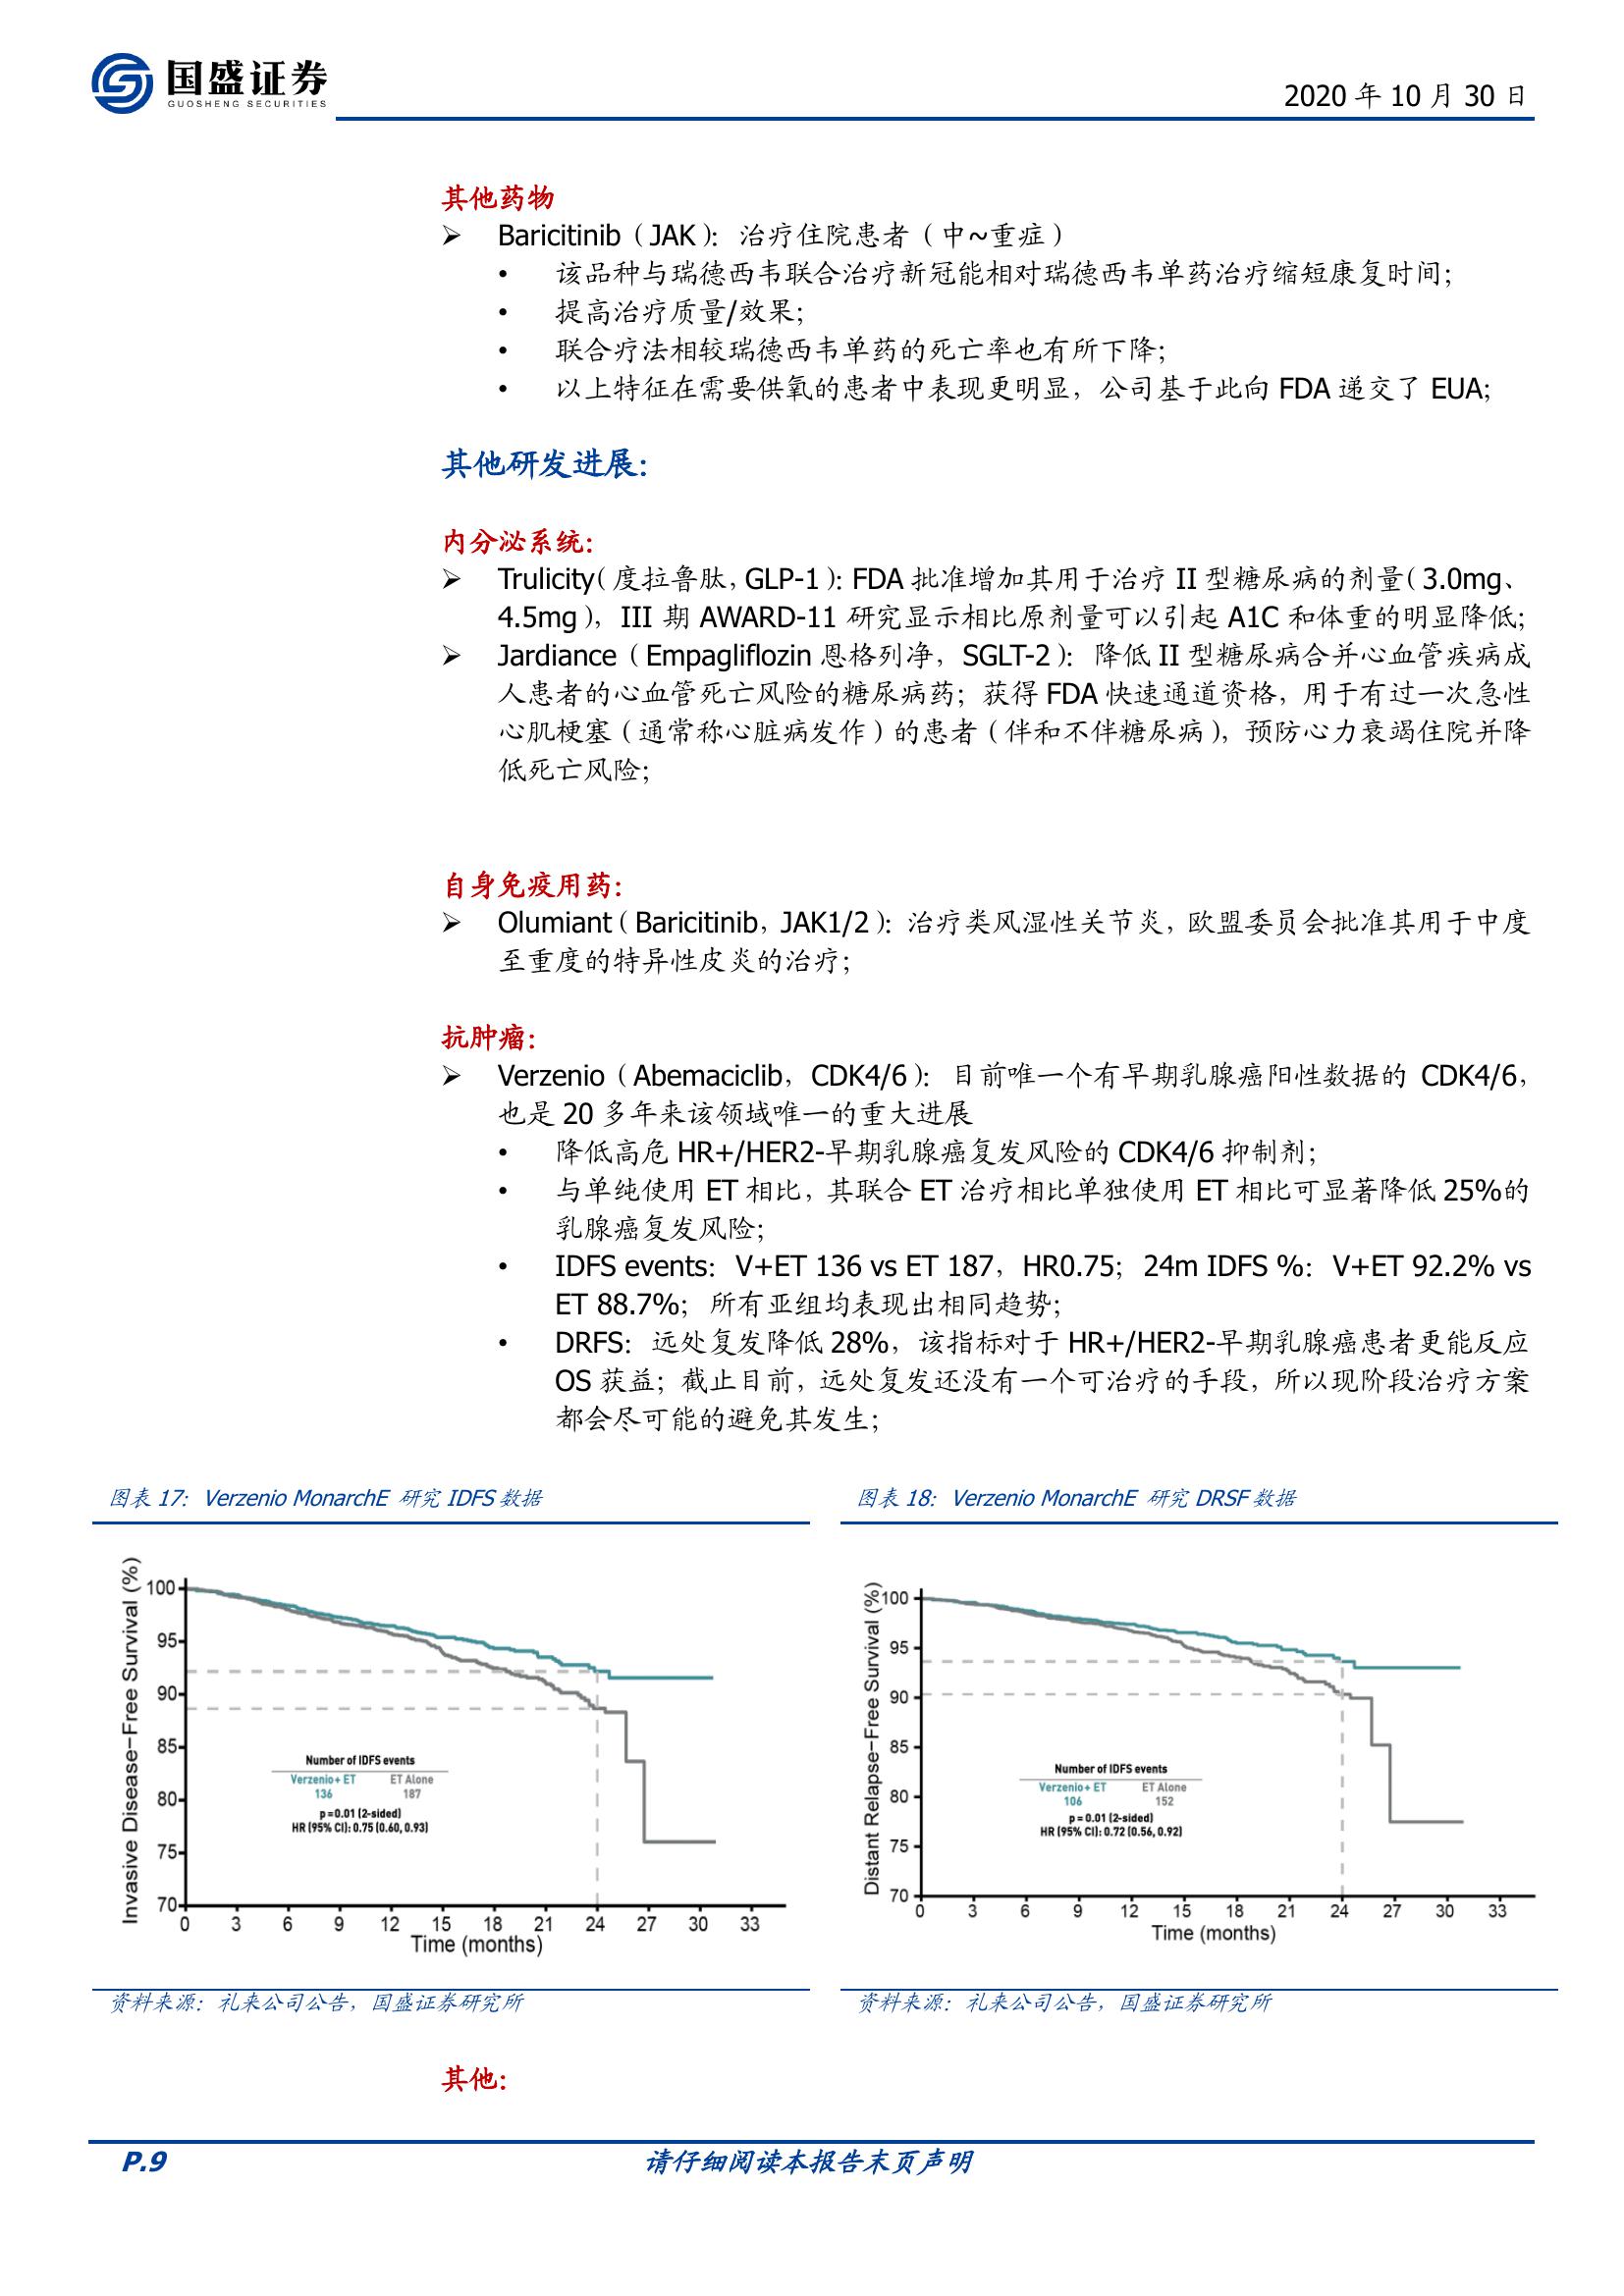 国盛证券
GUOSHENG SECURITIES
2020 年 10 月 30 日
其他药物
➢ Baricitinib（JAK）：治疗住院患者（中~重症）
• 该品种与瑞德西韦联合治疗新冠能相对瑞德西韦单药治疗缩短康复时间；
• 提高治疗质量/效果；
• 联合疗法相较瑞德西韦单药的死亡率也有所下降；
• 以上特征在需要供氧的患者中表现更明显，公司基于此向 FDA 递交了 EUA；
其他研发进展：
内分泌系统：
➢ Trulicity（度拉鲁肽，GLP-1）：FDA 批准增加其用于治疗 II 型糖尿病的剂量（3.0mg、
4.5mg），III 期 AWARD-11 研究显示相比原剂量可以引起 A1C 和体重的明显降低；
➢ Jardiance（Empagliflozin 恩格列净，SGLT-2）：降低 II 型糖尿病合并心血管疾病成
人患者的心血管死亡风险的糖尿病药；获得 FDA 快速通道资格，用于有过一次急性
心肌梗塞（通常称心脏病发作）的患者（伴和不伴糖尿病），预防心力衰竭住院并降
低死亡风险；
自身免疫用药：
➢ Olumiant（Baricitinib，JAK1/2）：治疗类风湿性关节炎，欧盟委员会批准其用于中度
至重度的特异性皮炎的治疗；
抗肿瘤：
➢ Verzenio（Abemaciclib，CDK4/6）：目前唯一个有早期乳腺癌阳性数据的 CDK4/6，
也是 20 多年来该领域唯一的重大进展
• 降低高危 HR+/HER2-早期乳腺癌复发风险的 CDK4/6 抑制剂；
• 与单纯使用 ET 相比，其联合 ET 治疗相比单独使用 ET 相比可显著降低 25%的
乳腺癌复发风险；
• IDFS events：V+ET 136 vs ET 187，HR0.75；24m IDFS %：V+ET 92.2% vs
ET 88.7%；所有亚组均表现出相同趋势；
• DRFS：远处复发降低 28%，该指标对于 HR+/HER2-早期乳腺癌患者更能反应
OS 获益；截止目前，远处复发还没有一个可治疗的手段，所以现阶段治疗方案
都会尽可能的避免其发生；
图表 17：Verzenio MonarchE 研究 IDFS 数据
Invasive Disease−Free Survival (%)
100
95
90
85
80
75
70
Number of IDFS events
Verzenio+ ET ET Alone
136 187
p=0.01 (2-sided)
HR (95% CI): 0.75 (0.60, 0.93)
0 3 6 9 12 15 18 21 24 27 30 33
Time (months)
资料来源：礼来公司公告，国盛证券研究所
图表 18：Verzenio MonarchE 研究 DRSF 数据
Distant Relapse−Free Survival (%)
100
95
90
85
80
75
70
Number of IDFS events
Verzenio+ ET ET Alone
106 152
p = 0.01 (2-sided)
HR (95% CI): 0.72 (0.56, 0.92)
0 3 6 9 12 15 18 21 24 27 30 33
Time (months)
资料来源：礼来公司公告，国盛证券研究所
其他：
P.9
请仔细阅读本报告末页声明